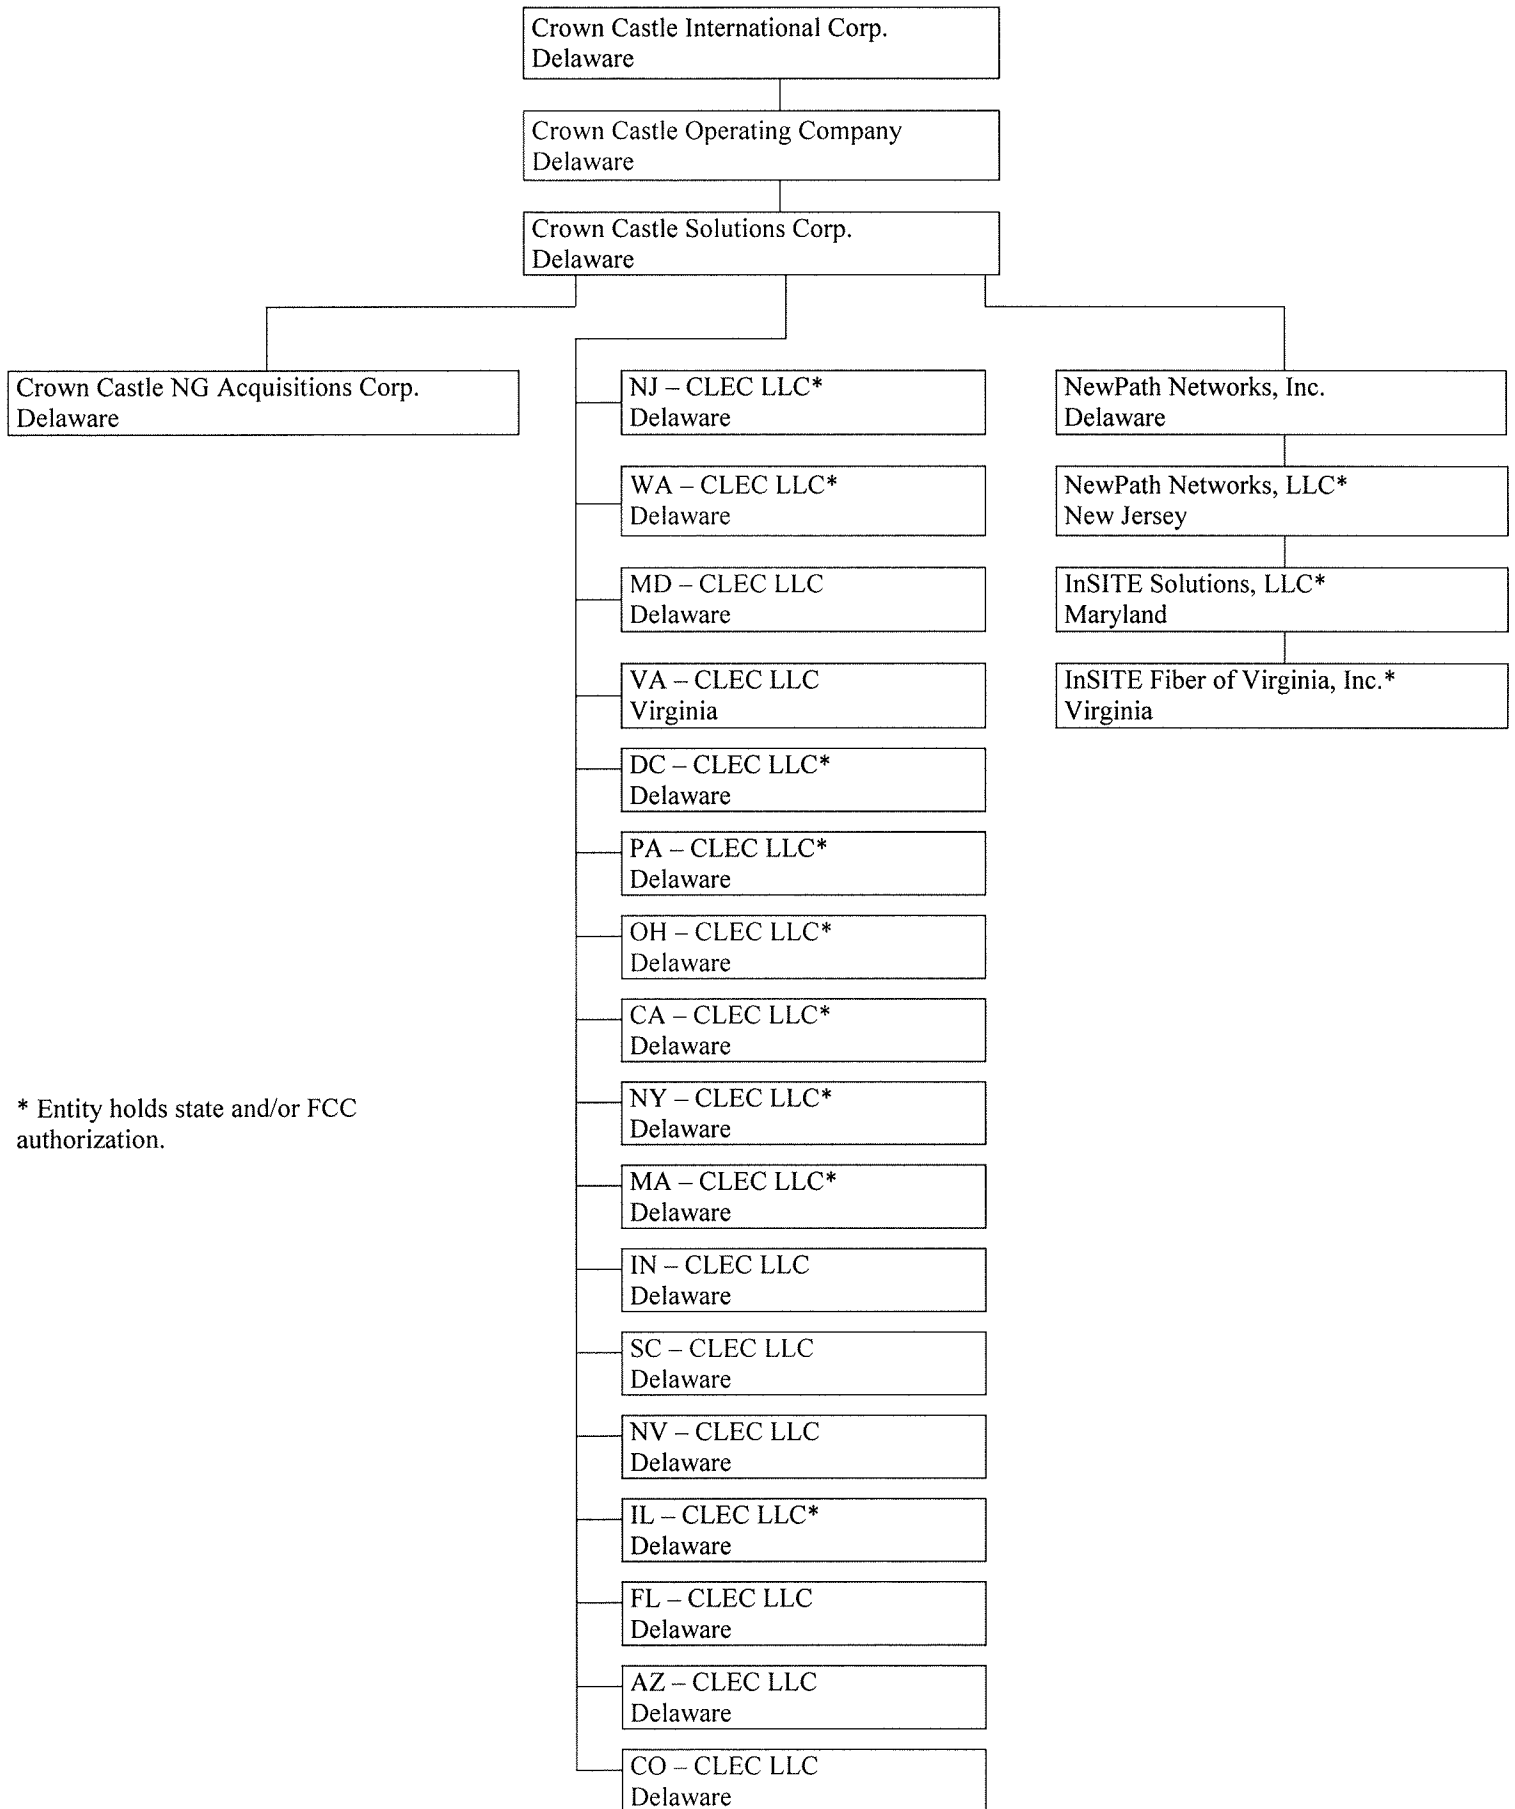 Crown Castle International Corp.
Delaware
Crown Castle Operating Company
Delaware
Crown Castle Solutions Corp.
Delaware
Crown Castle NG Acquisitions Corp.
Delaware
NJ – CLEC LLC*
Delaware
WA – CLEC LLC*
Delaware
MD – CLEC LLC
Delaware
VA – CLEC LLC
Virginia
DC – CLEC LLC*
Delaware
PA – CLEC LLC*
Delaware
OH – CLEC LLC*
Delaware
CA – CLEC LLC*
Delaware
NY – CLEC LLC*
Delaware
MA – CLEC LLC*
Delaware
IN – CLEC LLC
Delaware
SC – CLEC LLC
Delaware
NV – CLEC LLC
Delaware
IL – CLEC LLC*
Delaware
FL – CLEC LLC
Delaware
AZ – CLEC LLC
Delaware
CO – CLEC LLC
Delaware
NewPath Networks, Inc.
Delaware
NewPath Networks, LLC*
New Jersey
InSITE Solutions, LLC*
Maryland
InSITE Fiber of Virginia, Inc.*
Virginia
* Entity holds state and/or FCC
authorization.